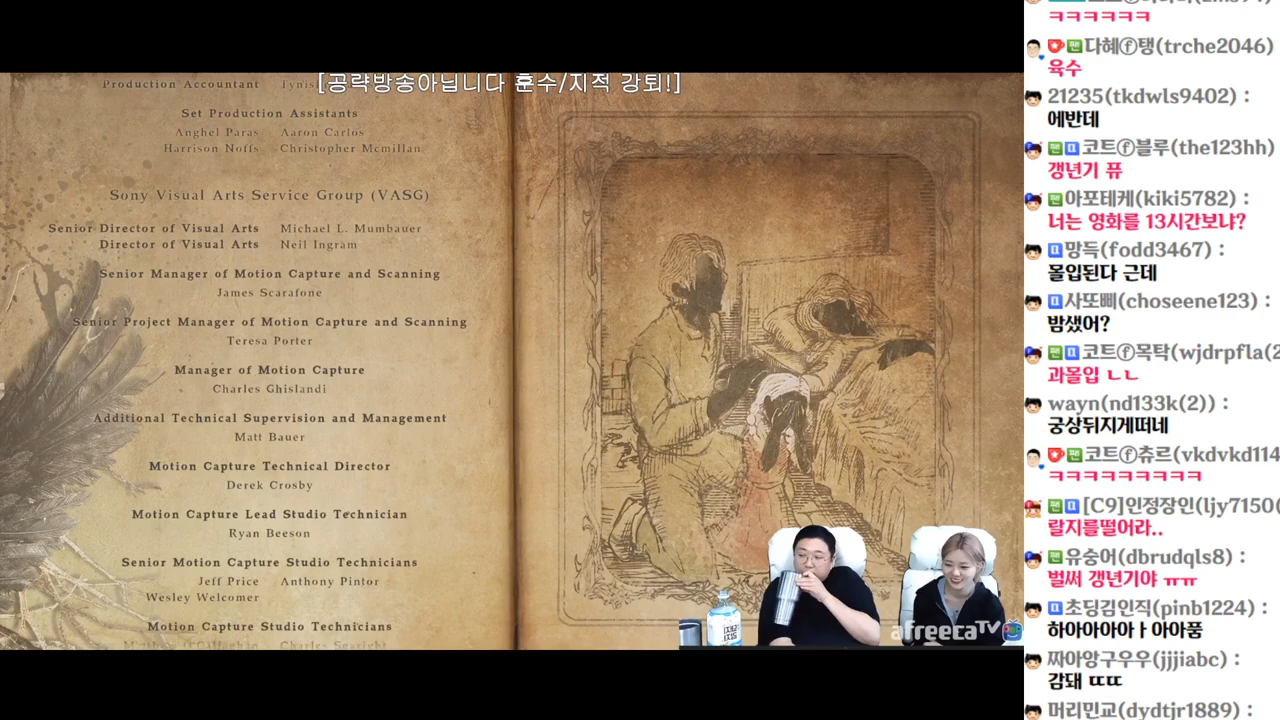 [공략방송아닙니다 훈수/지적 강퇴!]
Production Accountant
Set Production Assistants
Anghel Paras Aaron Carlos
Harrison Noffs Christopher Mcmillan
Sony Visual Arts Service Group (VASG)
Senior Director of Visual Arts Michael L. Mumbauer
Director of Visual Arts Neil Ingram
Senior Manager of Motion Capture and Scanning
James Scarafone
Senior Project Manager of Motion Capture and Scanning
Teresa Porter
Manager of Motion Capture
Charles Ghislandi
Additional Technical Supervision and Management
Matt Bauer
Motion Capture Technical Director
Derek Crosby
Motion Capture Lead Studio Technician
Ryan Beeson
Senior Motion Capture Studio Technicians
Jeff Price Anthony Pintor
Wesley Welcomer
Motion Capture Studio Technicians
Charles Searight
afreecaTV
ㅋㅋㅋㅋㅋㅋ
다혜ⓕ탱(trche2046)
육수
21235(tkdwls9402) :
에반데
코트ⓕ블루(the123hh)
갱년기 퓨
아포테케(kiki5782) :
너는 영화를 13시간보냐?
망득(fodd3467) :
몰입된다 근데
사또삐(choseene123) :
밤샜어?
코트ⓕ목탁(wjdrpfla(2
과몰입 ㄴㄴ
wayn(nd133k(2)) :
궁상뒤지게떠네
코트ⓕ츄르(vkdvkd114
ㅋㅋㅋㅋㅋㅋㅋㅋㅋ
[C9]인정장인(ljy7150(
랄지를떨어라..
유숭어(dbrudqls8) :
벌써 갱년기야 ㅠㅠ
초딩김인직(pinb1224) :
하아아아아ㅏ아아품
짜아앙구우우(jjjiabc) :
감돼 ㄸㄸ
머리민교(dydtjr1889) :